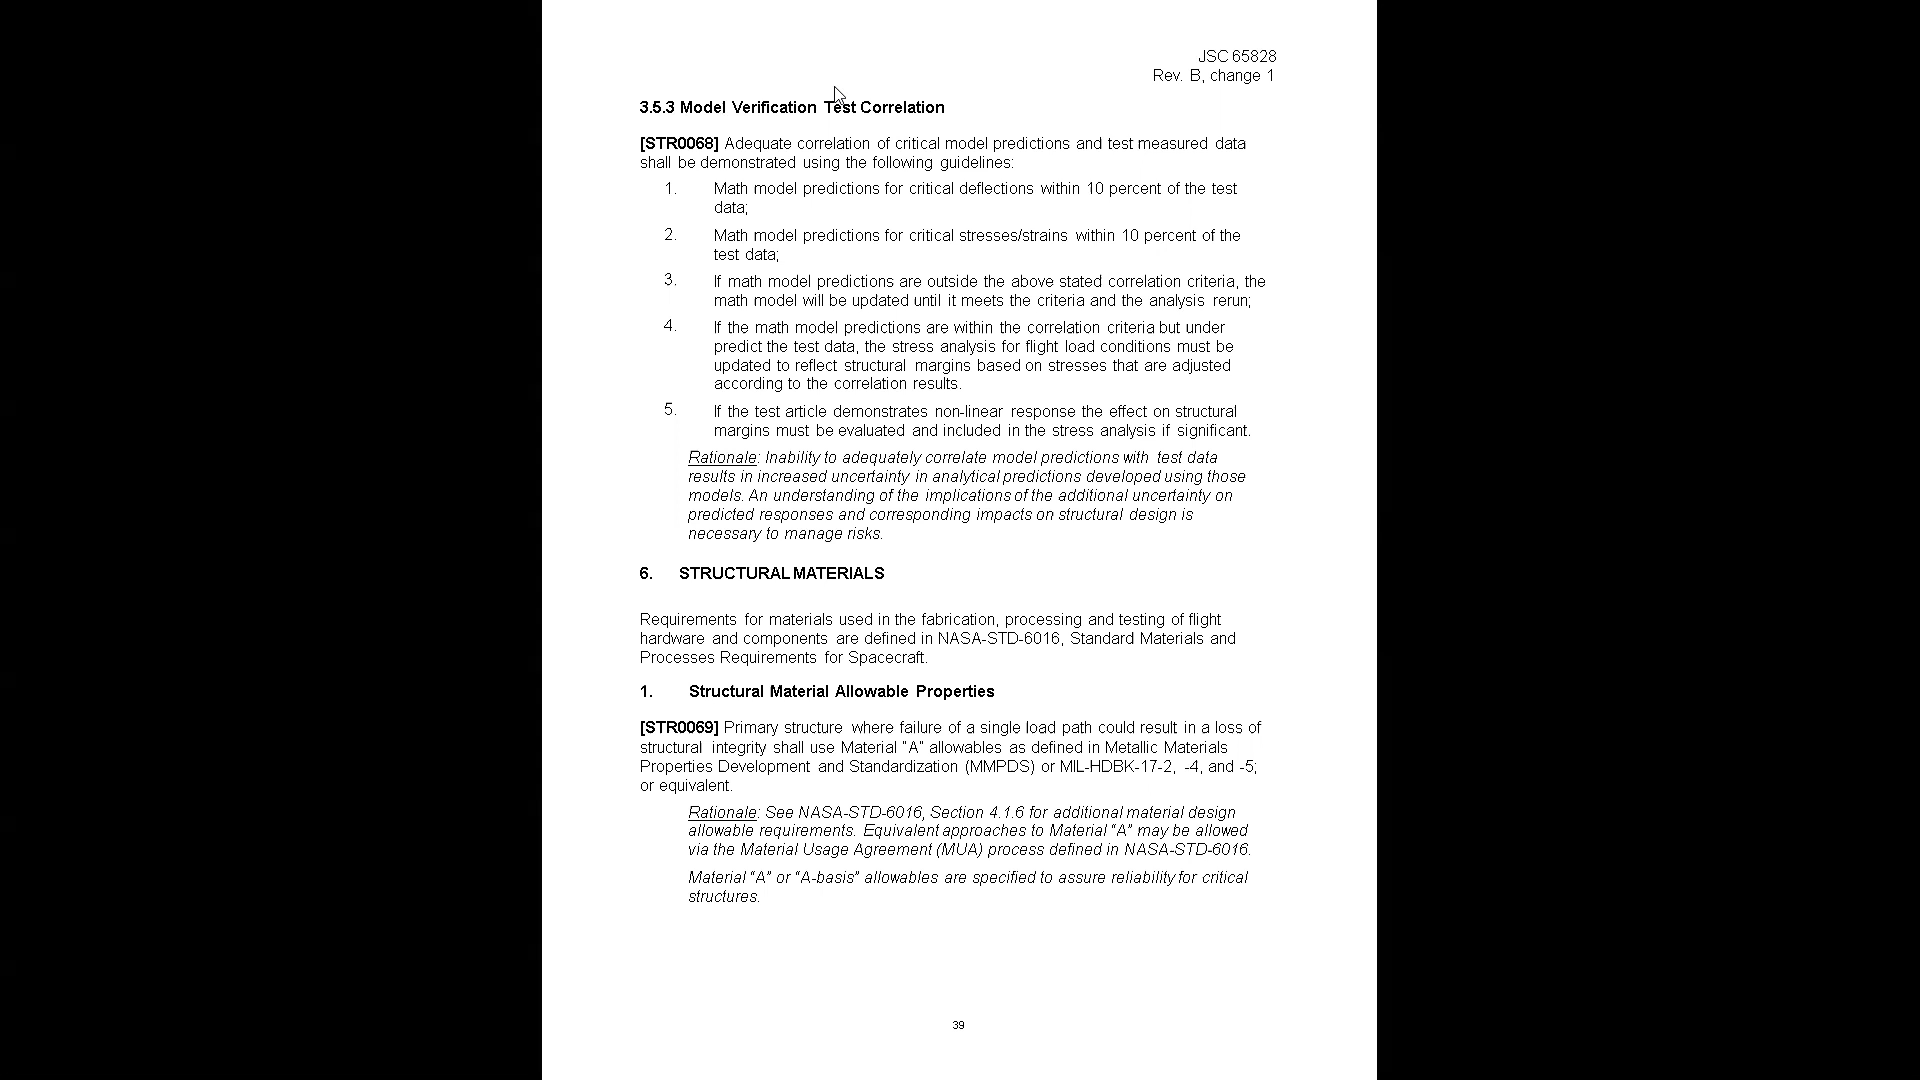 JSC 65828
Rev. B, change 1
3.5.3 Model Verification Test Correlation
[STR0068] Adequate correlation of critical model predictions and test measured data
shall be demonstrated using the following guidelines:
1. Math model predictions for critical deflections within 10 percent of the test
data;
2. Math model predictions for critical stresses/strains within 10 percent of the
test data;
3. If math model predictions are outside the above stated correlation criteria, the
math model will be updated until it meets the criteria and the analysis rerun;
4. If the math model predictions are within the correlation criteria but under
predict the test data, the stress analysis for flight load conditions must be
updated to reflect structural margins based on stresses that are adjusted
according to the correlation results.
5. If the test article demonstrates non-linear response the effect on structural
margins must be evaluated and included in the stress analysis if significant.
Rationale: Inability to adequately correlate model predictions with test data
results in increased uncertainty in analytical predictions developed using those
models. An understanding of the implications of the additional uncertainty on
predicted responses and corresponding impacts on structural design is
necessary to manage risks.
6. STRUCTURAL MATERIALS
Requirements for materials used in the fabrication, processing and testing of flight
hardware and components are defined in NASA-STD-6016, Standard Materials and
Processes Requirements for Spacecraft.
1. Structural Material Allowable Properties
[STR0069] Primary structure where failure of a single load path could result in a loss of
structural integrity shall use Material “A” allowables as defined in Metallic Materials
Properties Development and Standardization (MMPDS) or MIL-HDBK-17-2, -4, and -5;
or equivalent.
Rationale: See NASA-STD-6016, Section 4.1.6 for additional material design
allowable requirements. Equivalent approaches to Material “A” may be allowed
via the Material Usage Agreement (MUA) process defined in NASA-STD-6016.
Material “A” or “A-basis” allowables are specified to assure reliability for critical
structures.
39